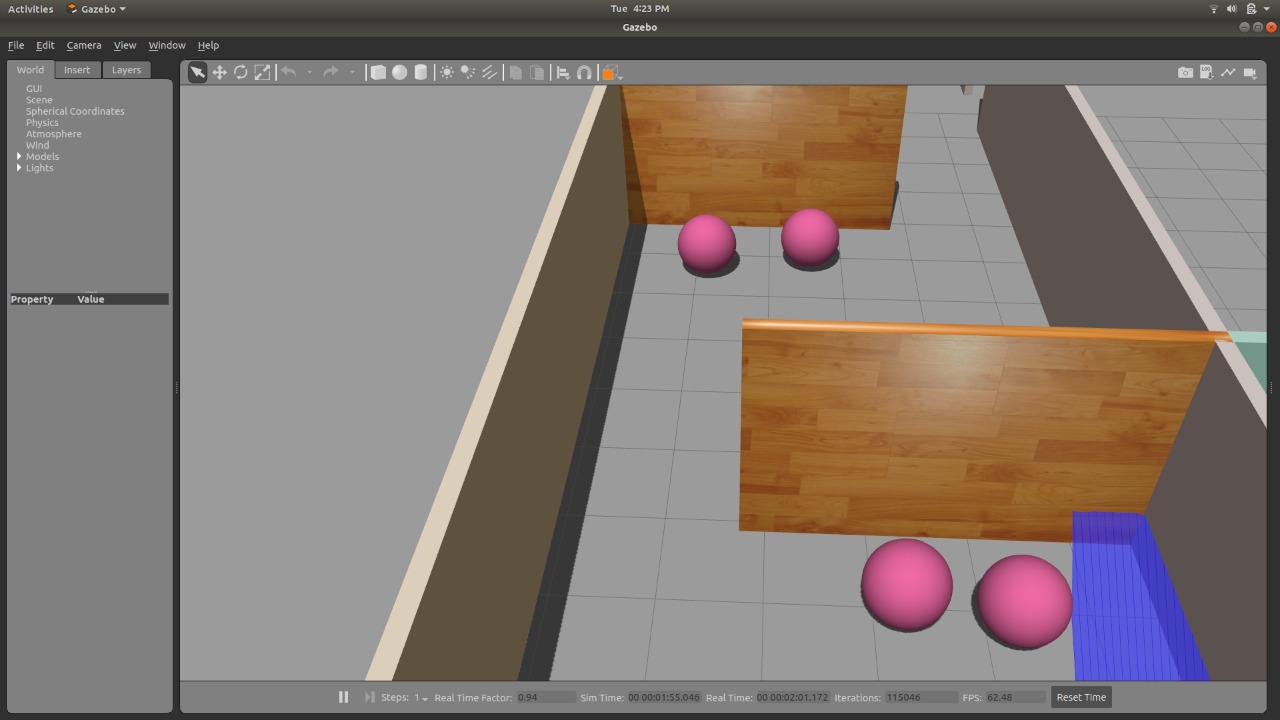 Activities Gazebo Tue 4:23 PM
Gazebo
File Edit Camera View Window Help
World Insert Layers
GUI
Scene
Spherical Coordinates
Physics
Atmosphere
Wind
Models
Lights
Property Value
Steps: 1 Real Time Factor: 0.94 Sim Time: 00 00:01:55.046 Real Time: 00 00:02:01.172 Iterations: 115046 FPS: 62.48 Reset Time